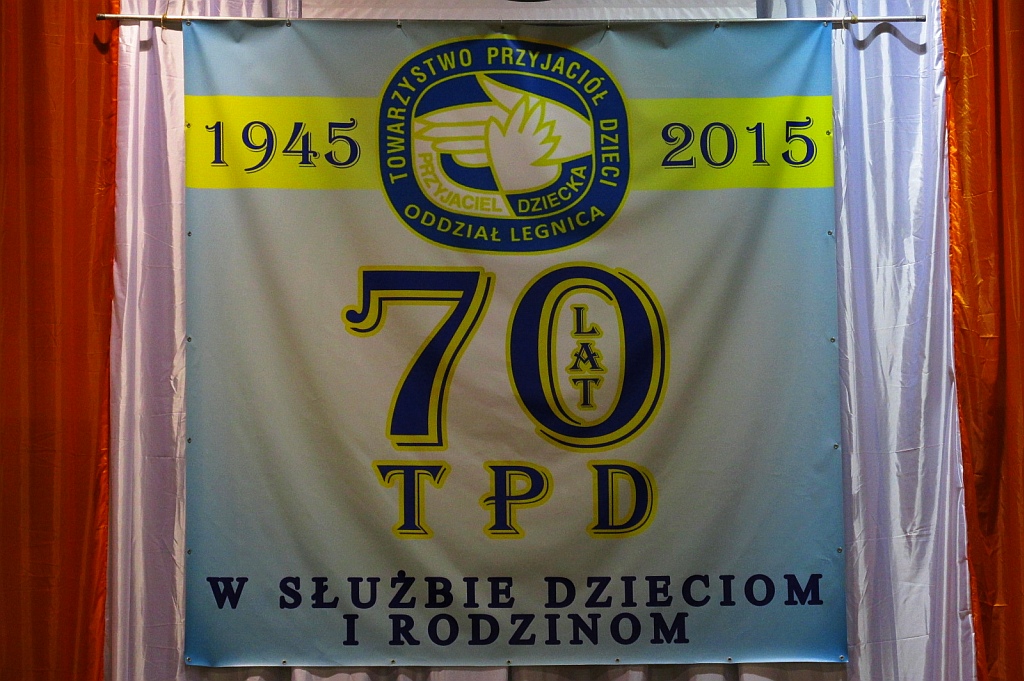 1945
TOWARZYSTWO PRZYJACIÓŁ DZIECI
PRZYJACIEL DZIECKA
ODDZIAŁ LEGNICA
2015
70
LAT
TPD
W SŁUŻBIE DZIECIOM
I RODZINOM